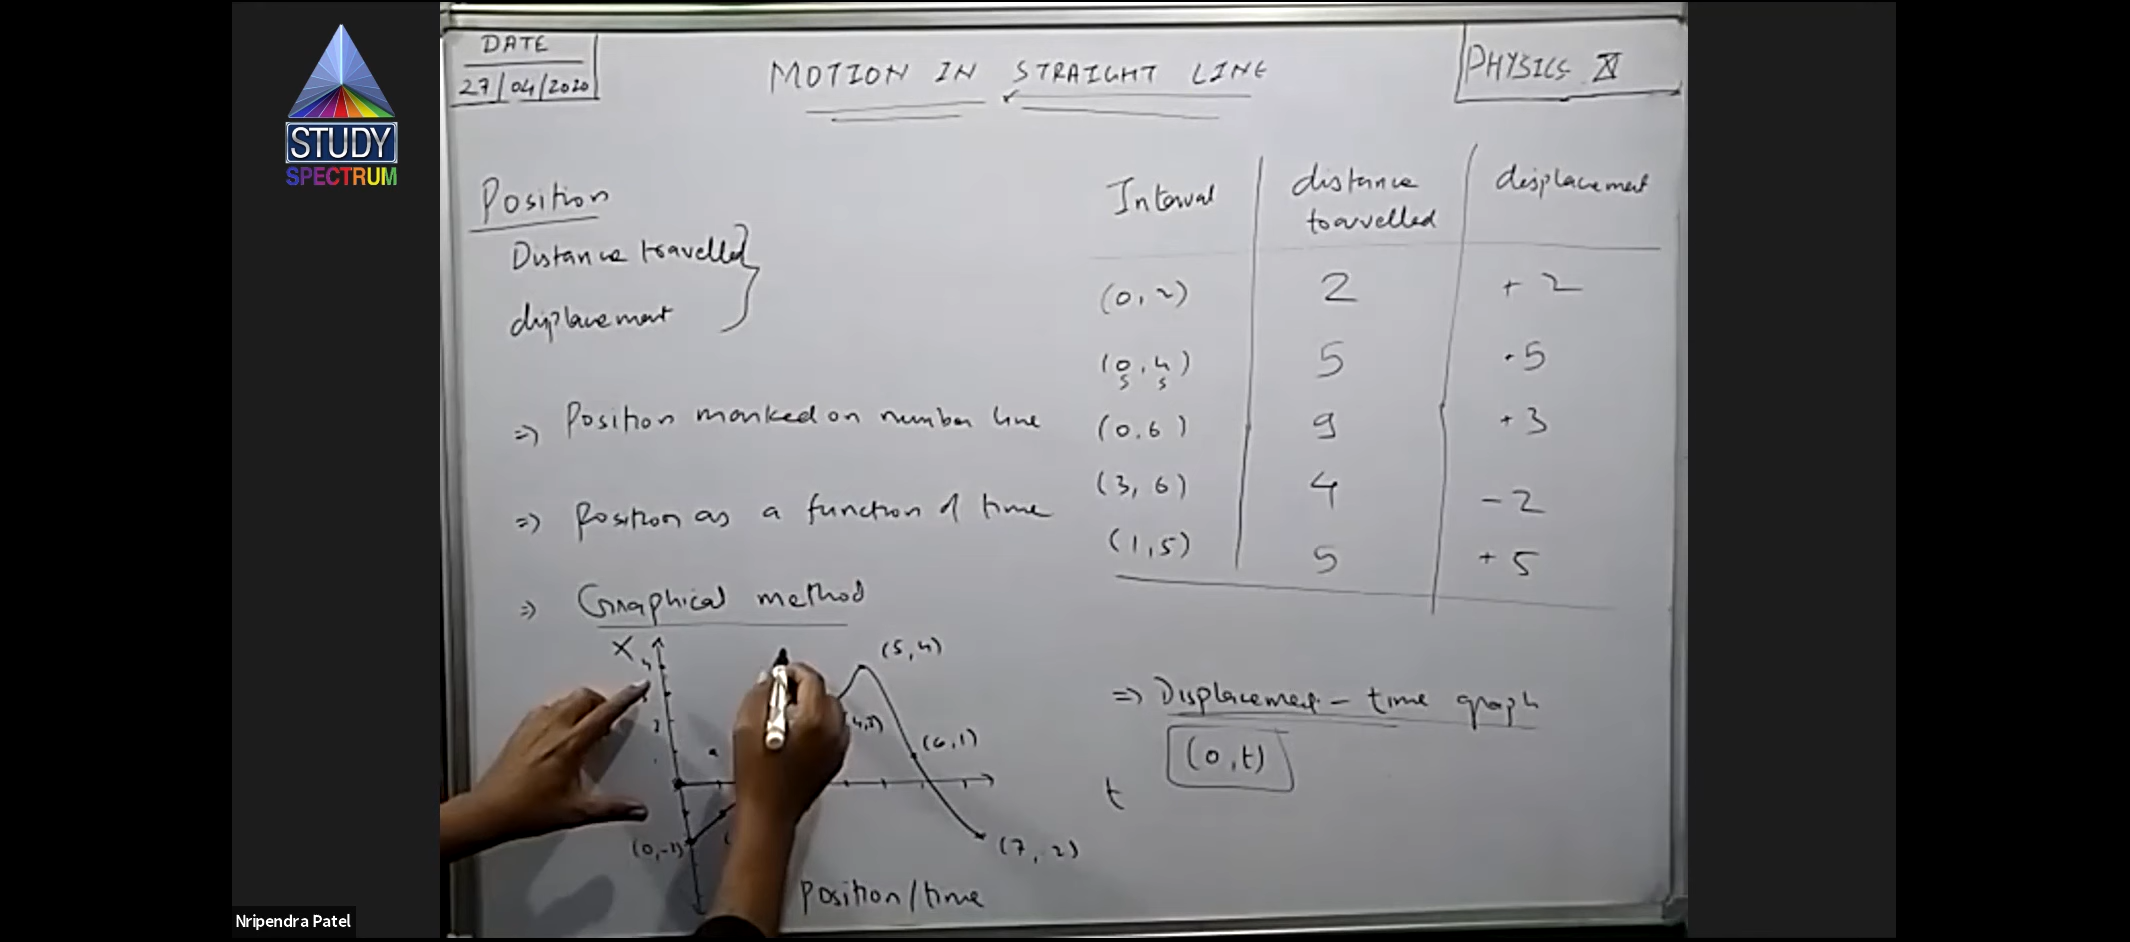 STUDY
SPECTRUM
DATE
27/04/2020
MOTION IN STRAIGHT LINE
PHYSICS XI
Position
Distance travelled
displacement
=> Position marked on number line
=> Position as a function of time
=> Graphical method
Interval distance travelled displacement
(0, 2) 2 +2
(0, 4) 5 .5
s s
(0.6) 9 +3
(3, 6) 4 -2
(1, 5) 5 +5
X
4
(5, 4)
(6, 1)
(7, 2)
Position/time
=> Displacement - time graph
(0, t)
t
Nripendra Patel